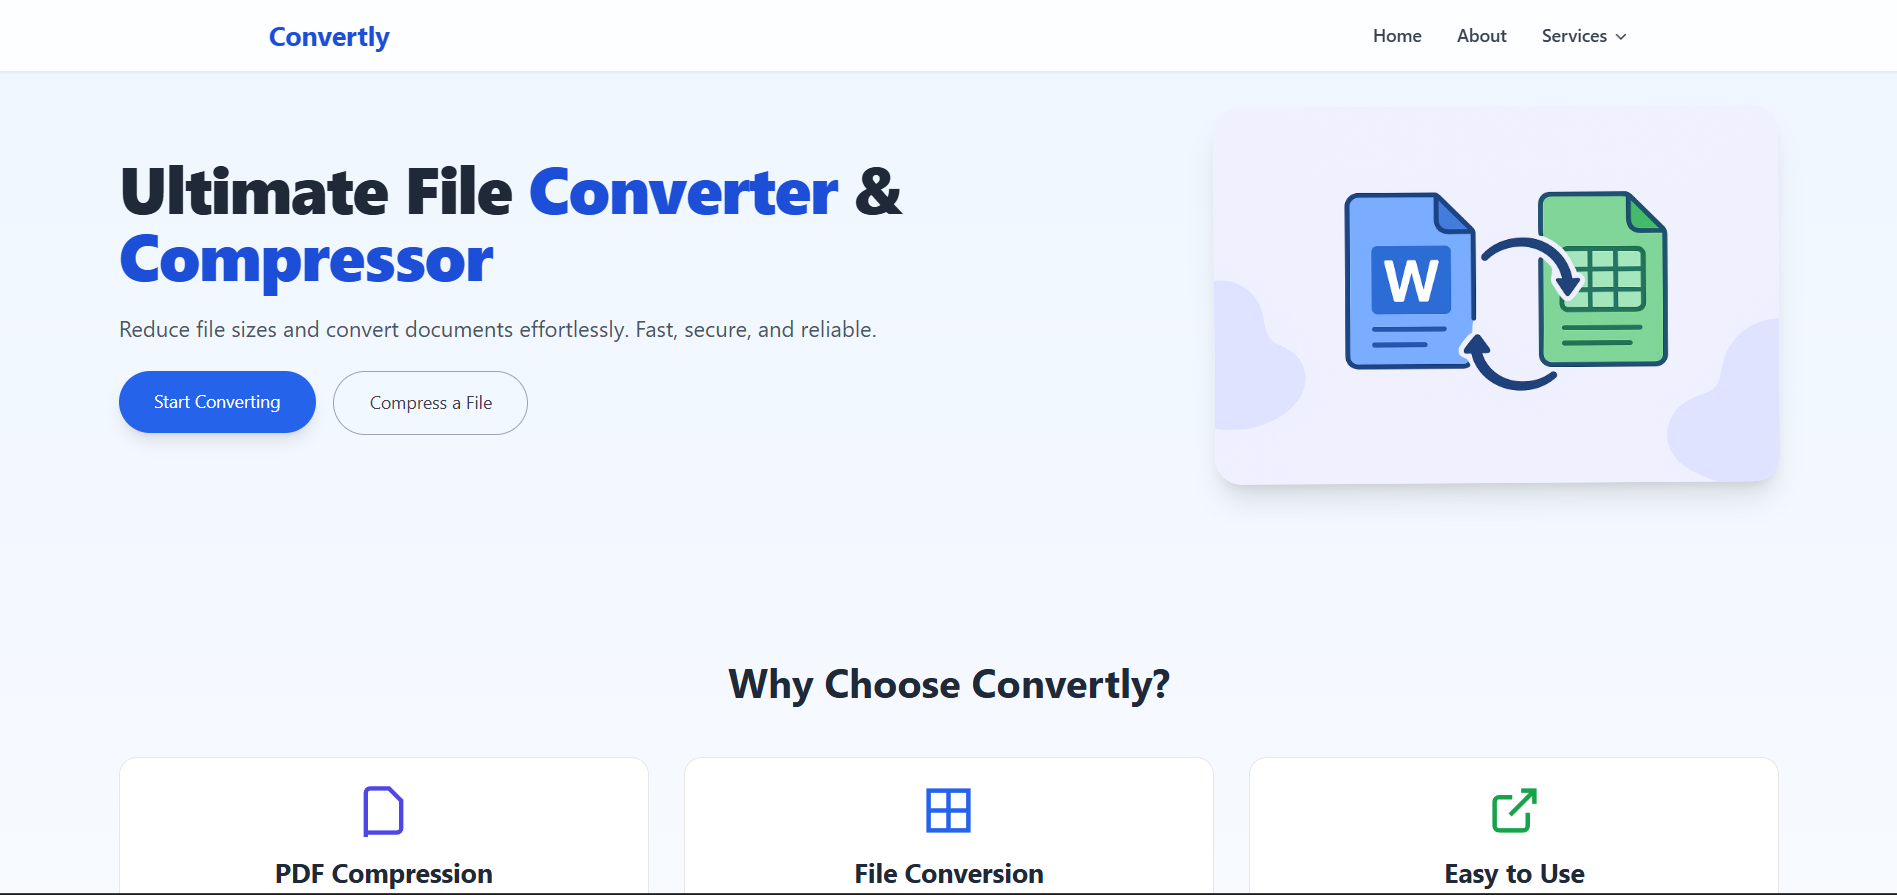 Convertly
Home About Services
Ultimate File Converter &
Compressor
Reduce file sizes and convert documents effortlessly. Fast, secure, and reliable.
Start Converting Compress a File
W
Why Choose Convertly?
PDF Compression File Conversion Easy to Use